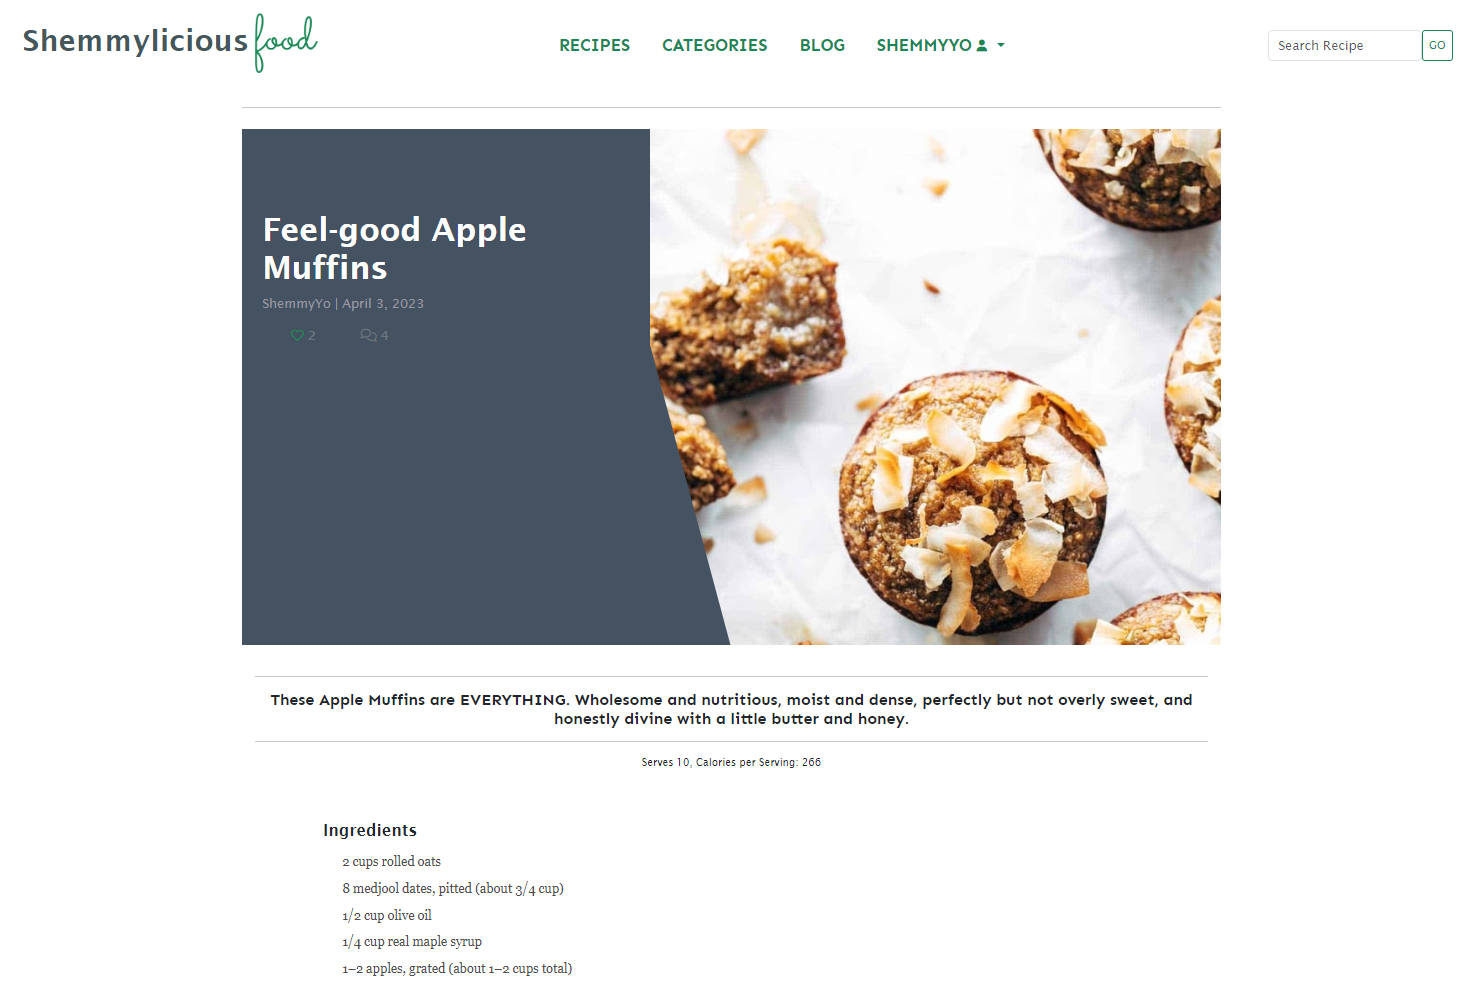 Shemmylicious food
RECIPES CATEGORIES BLOG SHEMMYYO
Search Recipe GO
Feel-good Apple
Muffins
ShemmyYo | April 3, 2023
2 4
These Apple Muffins are EVERYTHING. Wholesome and nutritious, moist and dense, perfectly but not overly sweet, and
honestly divine with a little butter and honey.
Serves 10, Calories per Serving: 266
Ingredients
2 cups rolled oats
8 medjool dates, pitted (about 3/4 cup)
1/2 cup olive oil
1/4 cup real maple syrup
1–2 apples, grated (about 1–2 cups total)